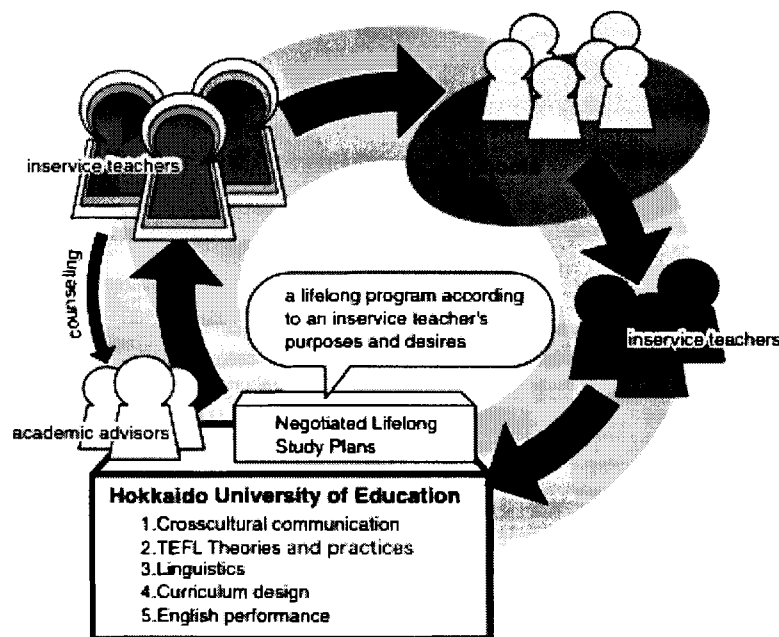 inservice teachers
counseling
a lifelong program according
to an inservice teacher's
purposes and desires
inservice teachers
academic advisors
Negotiated Lifelong
Study Plans
Hokkaido University of Education
1.Crosscultural communication
2.TEFL Theories and practices
3.Linguistics
4.Curriculum design
5.English performance